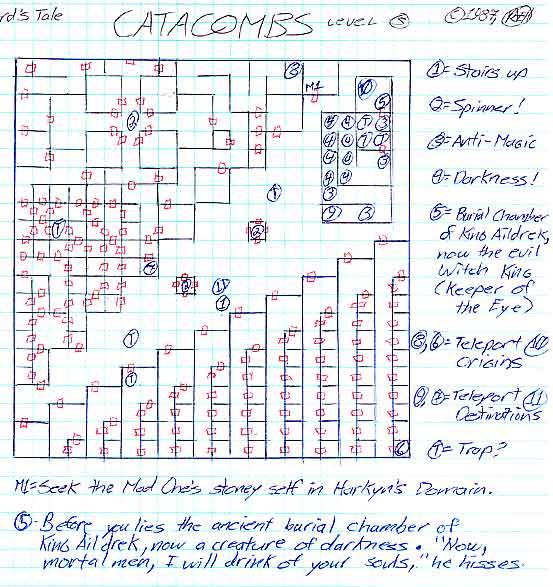 rd's Tale
CATACOMBS LEVEL 3
©1987,
①= Stairs up
②= Spinner!
③= Anti-Magic
④= Darkness!
⑤= Burial Chamber
of King Aildrek,
now the evil
Witch King
(Keeper of
the Eye)
⑧,⑥= Teleport ⑩
origins
⑨,⑦= Teleport ⑪
Destinations
Ⓣ= Trap?
M1
M1= Seek the Mad One's stoney self in Harkyn's Domain.
⑤- Before you lies the ancient burial chamber of
King Aildrek, now a creature of darkness. "Now,
mortal men, I will drink of your souls," he hisses.